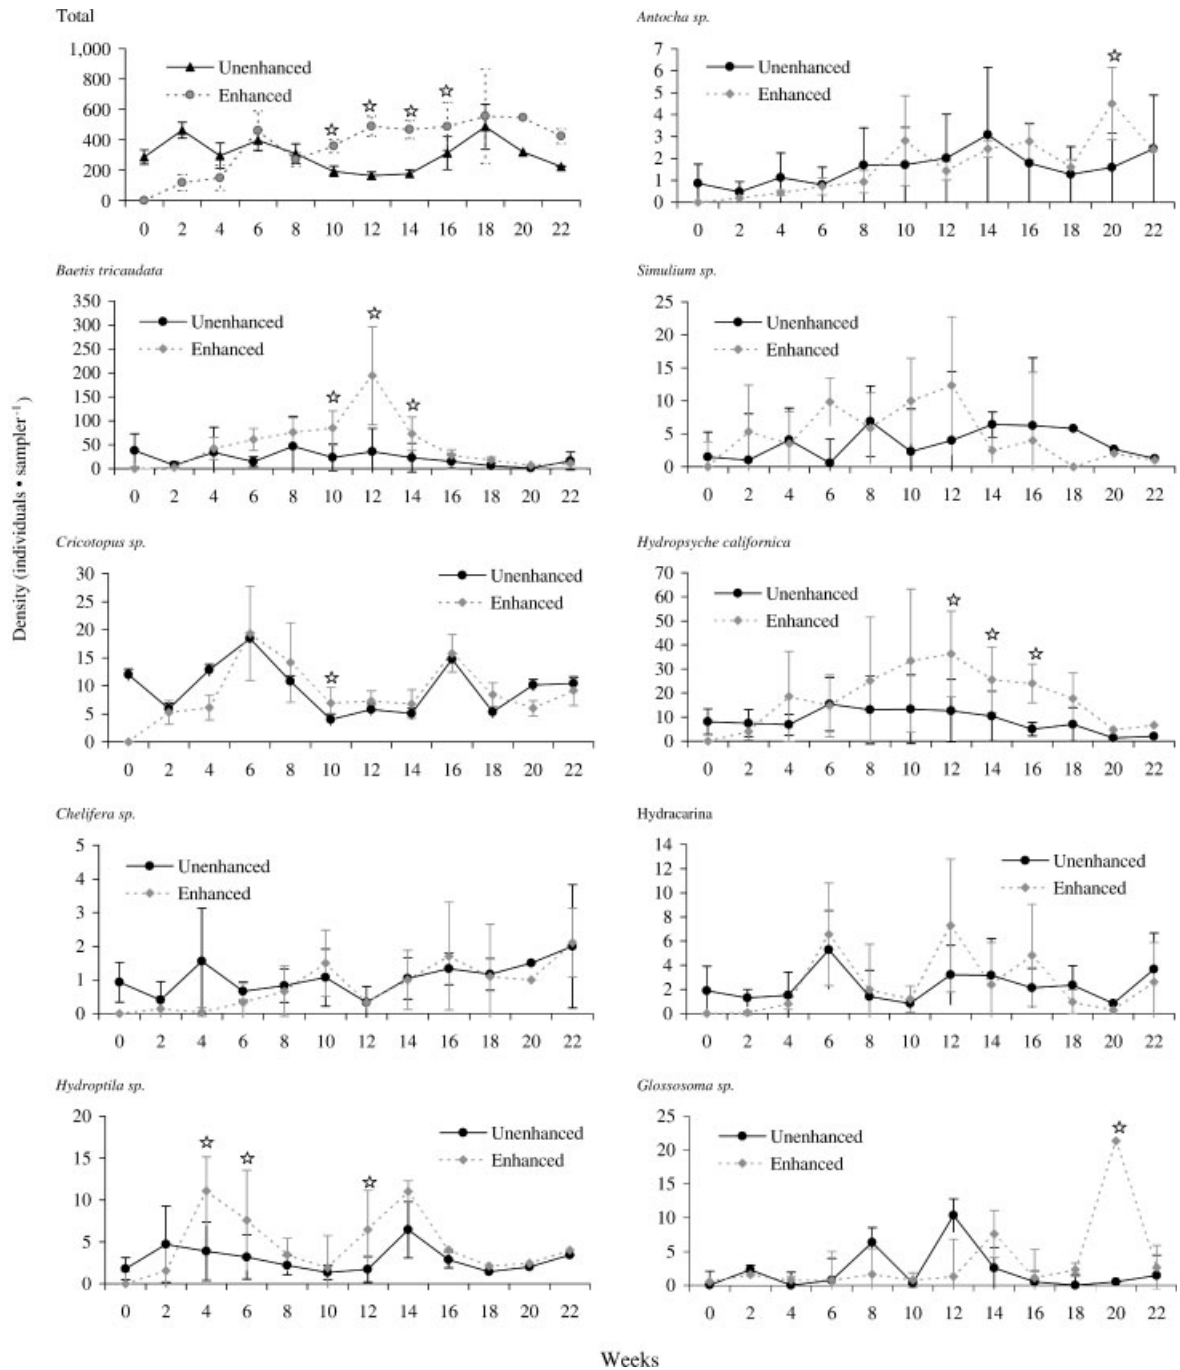 Total
1,000
800
600
400
200
0
Unenhanced
Enhanced
0 2 4 6 8 10 12 14 16 18 20 22
Antocha sp.
7
6
5
4
3
2
1
0
Unenhanced
Enhanced
0 2 4 6 8 10 12 14 16 18 20 22
Baetis tricaudata
350
300
250
200
150
100
50
0
Unenhanced
Enhanced
0 2 4 6 8 10 12 14 16 18 20 22
Simulium sp.
25
20
15
10
5
0
Unenhanced
Enhanced
0 2 4 6 8 10 12 14 16 18 20 22
Density (individuals • sampler⁻¹)
Cricotopus sp.
30
25
20
15
10
5
0
Unenhanced
Enhanced
0 2 4 6 8 10 12 14 16 18 20 22
Hydropsyche californica
70
60
50
40
30
20
10
0
Unenhanced
Enhanced
0 2 4 6 8 10 12 14 16 18 20 22
Chelifera sp.
5
4
3
2
1
0
Unenhanced
Enhanced
0 2 4 6 8 10 12 14 16 18 20 22
Hydracarina
14
12
10
8
6
4
2
0
Unenhanced
Enhanced
0 2 4 6 8 10 12 14 16 18 20 22
Hydroptila sp.
20
15
10
5
0
Unenhanced
Enhanced
0 2 4 6 8 10 12 14 16 18 20 22
Glossosoma sp.
25
20
15
10
5
0
Unenhanced
Enhanced
0 2 4 6 8 10 12 14 16 18 20 22
Weeks